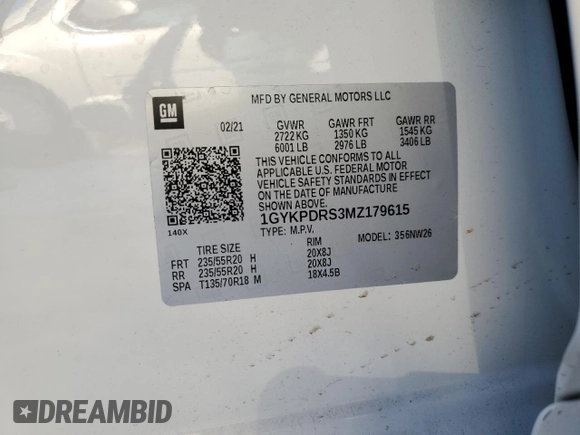 GM
MFD BY GENERAL MOTORS LLC
02/21 GVWR GAWR FRT GAWR RR
2722 KG 1350 KG 1545 KG
6001 LB 2976 LB 3406 LB
THIS VEHICLE CONFORMS TO ALL
APPLICABLE U.S. FEDERAL MOTOR
VEHICLE SAFETY STANDARDS IN EFFECT
ON THE DATE OF MANUFACTURE SHOWN ABOVE.
1GYKPDRS3MZ179615
140X
TYPE: M.P.V. MODEL: 356NW26
TIRE SIZE RIM
FRT 235/55R20 H 20X8J
RR 235/55R20 H 20X8J
SPA T135/70R18 M 18X4.5B
DREAMBID